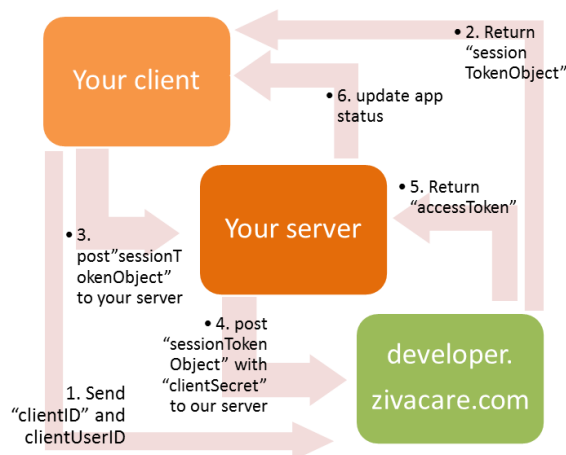 Your client
• 2. Return
“session
TokenObject”
• 6. update app
status
Your server
• 5. Return
“accessToken”
• 3.
post”sessionT
okenObject”
to your server
• 4. post
“sessionToken
Object” with
“clientSecret”
to our server
developer.
zivacare.com
1. Send
“clientID” and
clientUserID